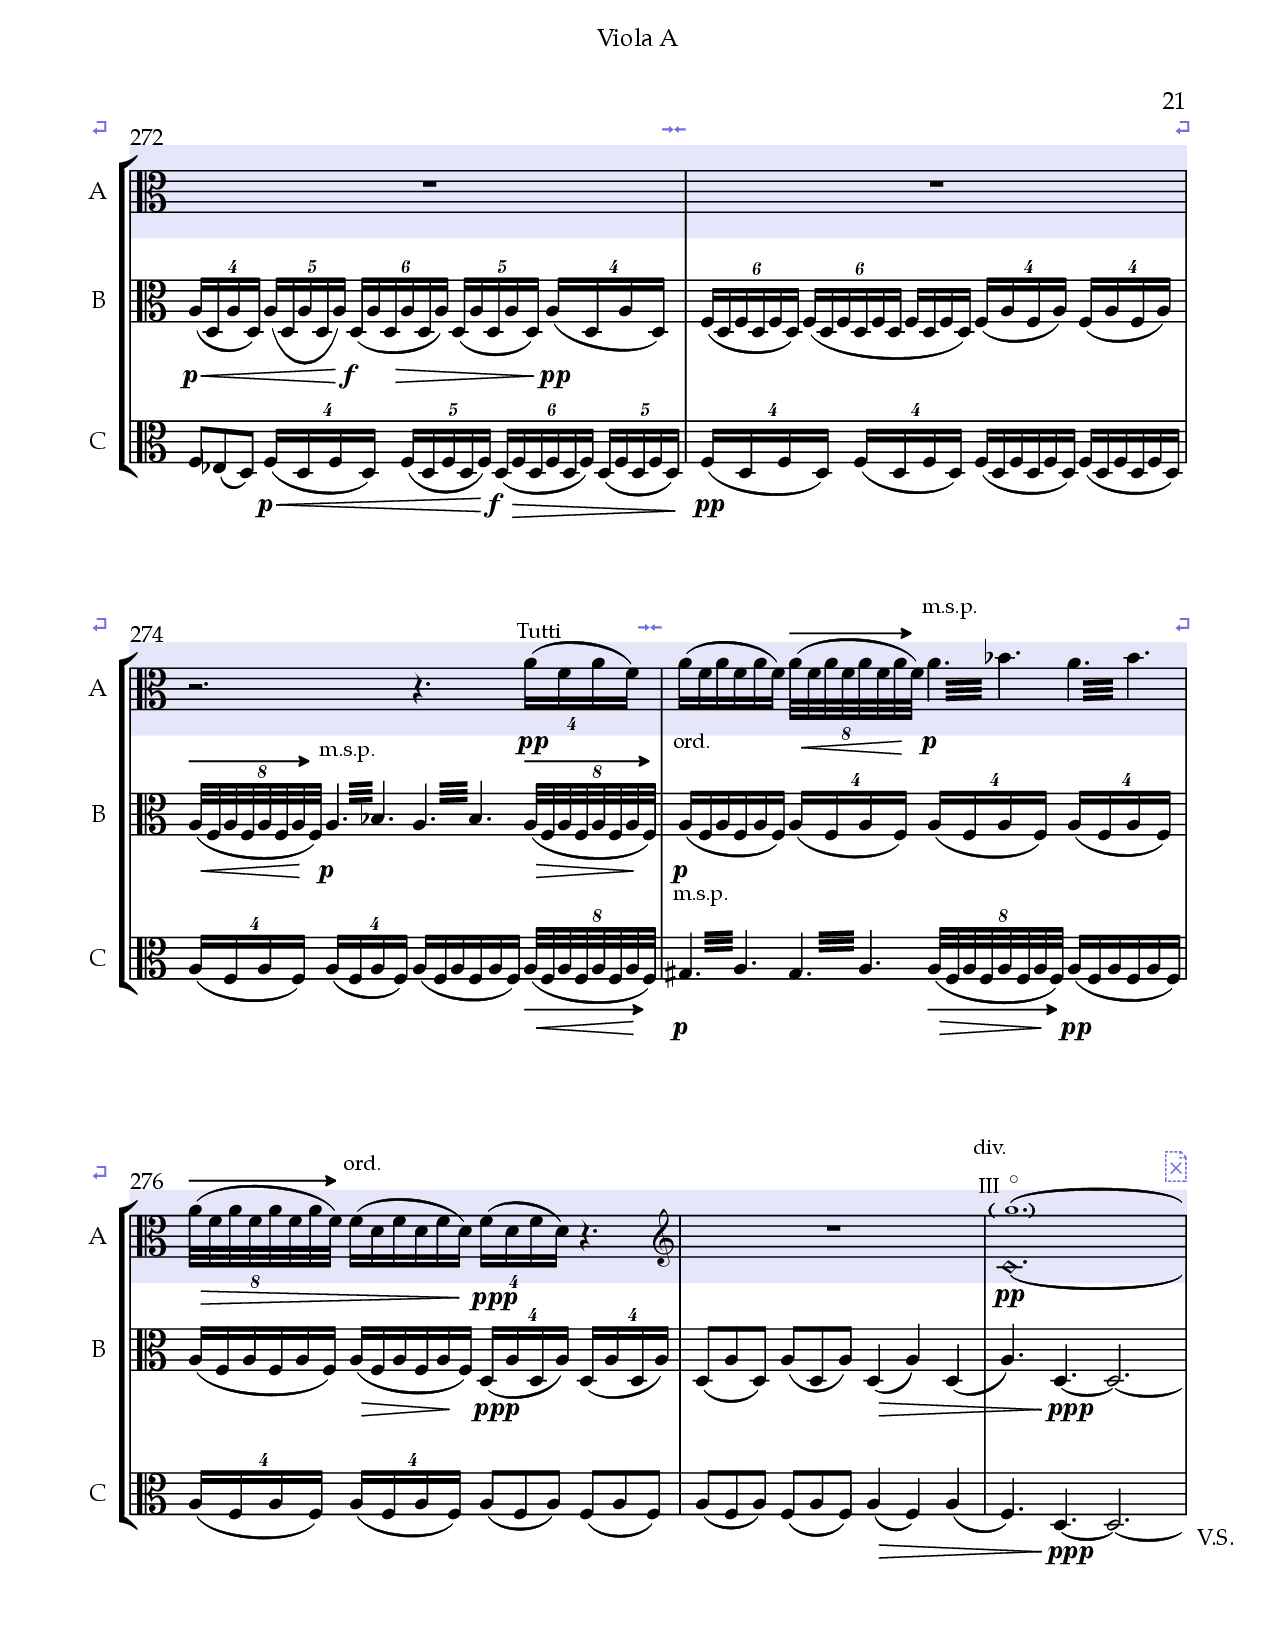 Viola A
21
272
A
4 5 6 5 4 6 6 4 4
B
p f pp
4 5 6 5 4 4
C
p f pp
m.s.p.
274
Tutti
A
4 8
pp ord. p
m.s.p.
8 8 4 4 4
B
p p
m.s.p.
4 4 8 8
C
p pp
div.
276
ord.
III
A
8 4
ppp pp
4 4
B
ppp ppp
4 4
C
ppp
V.S.